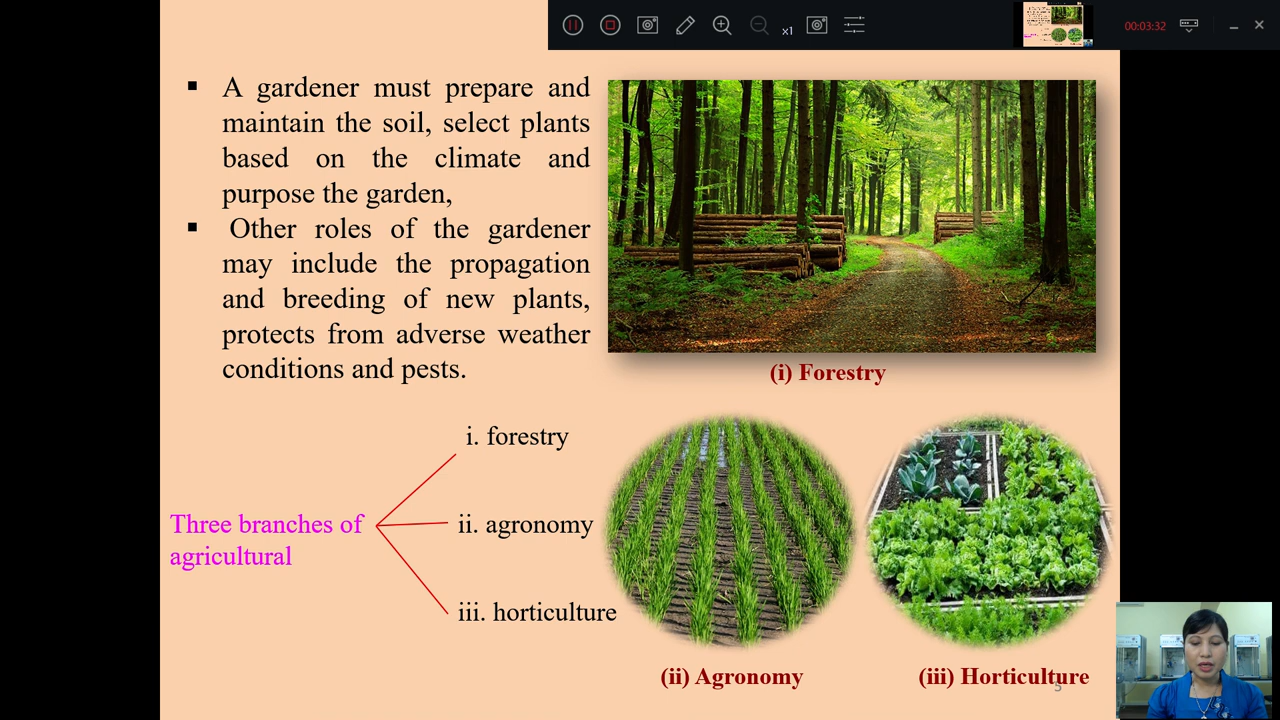 x1
00:03:32
▪ A gardener must prepare and
maintain the soil, select plants
based on the climate and
purpose the garden,
▪ Other roles of the gardener
may include the propagation
and breeding of new plants,
protects from adverse weather
conditions and pests.
(i) Forestry
i. forestry
Three branches of
agricultural
ii. agronomy
iii. horticulture
(ii) Agronomy
(iii) Horticulture
5